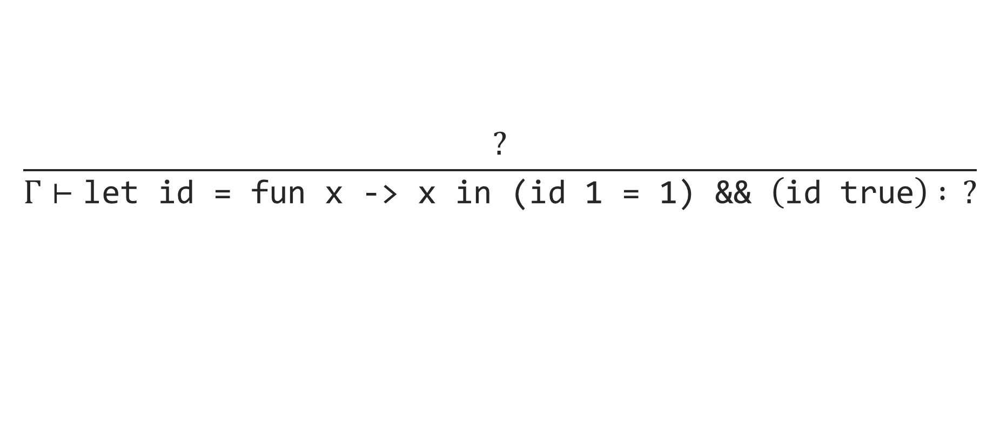 ?
Γ ⊢ let id = fun x -> x in (id 1 = 1) && (id true) : ?